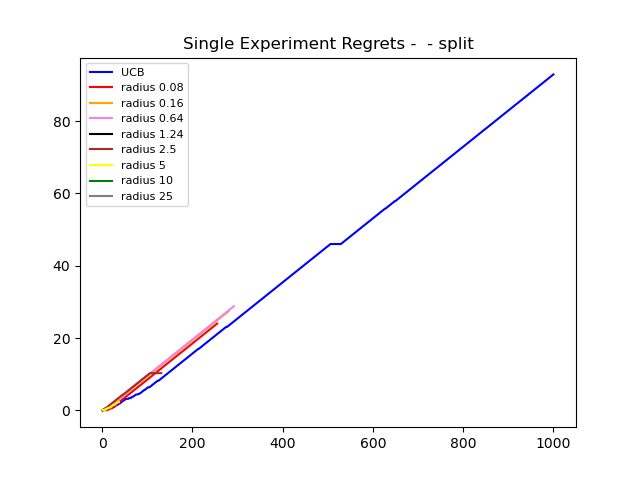 Single Experiment Regrets -  - split
UCB
radius 0.08
radius 0.16
radius 0.64
radius 1.24
radius 2.5
radius 5
radius 10
radius 25
80
60
40
20
0
0 200 400 600 800 1000